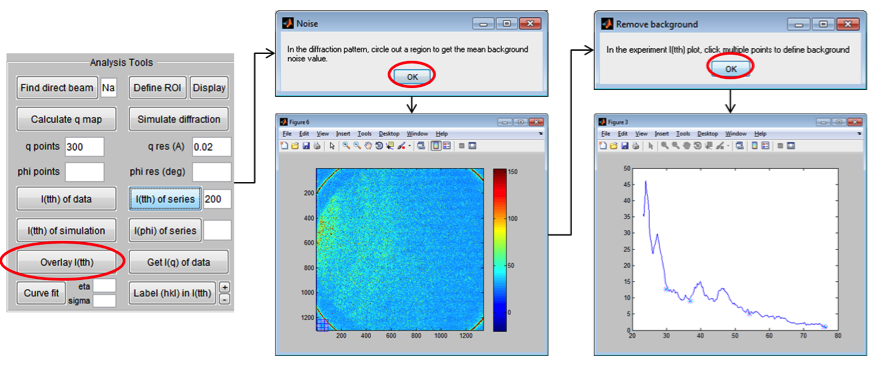 Analysis Tools
Find direct beam Na Define ROI Display
Calculate q map Simulate diffraction
q points 300 q res (A) 0.02
phi points phi res (deg)
I(tth) of data I(tth) of series 200
I(tth) of simulation I(phi) of series
Overlay I(tth) Get I(q) of data
Curve fit eta sigma Label (hkl) in I(tth) + -
Noise
In the diffraction pattern, circle out a region to get the mean background
noise value.
OK
Figure 6
File Edit View Insert Tools Desktop Window Help
200
400
600
800
1000
1200
200 400 600 800 1000 1200
150
100
50
0
Remove background
In the experiment I(tth) plot, click multiple points to define background
OK
Figure 3
File Edit View Insert Tools Desktop Window Help
50
45
40
35
30
25
20
15
10
5
0
20 30 40 50 60 70 80